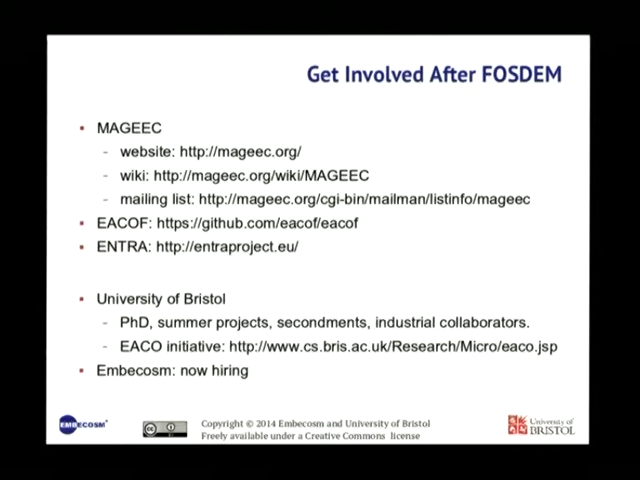 Get Involved After FOSDEM
MAGEEC
- website: http://mageec.org/
- wiki: http://mageec.org/wiki/MAGEEC
- mailing list: http://mageec.org/cgi-bin/mailman/listinfo/mageec
EACOF: https://github.com/eacof/eacof
ENTRA: http://entraproject.eu/
University of Bristol
- PhD, summer projects, secondments, industrial collaborators.
- EACO initiative: http://www.cs.bris.ac.uk/Research/Micro/eaco.jsp
Embecosm: now hiring
EMBECOSM®
cc
Copyright © 2014 Embecosm and University of Bristol
Freely available under a Creative Commons license
University of
BRISTOL